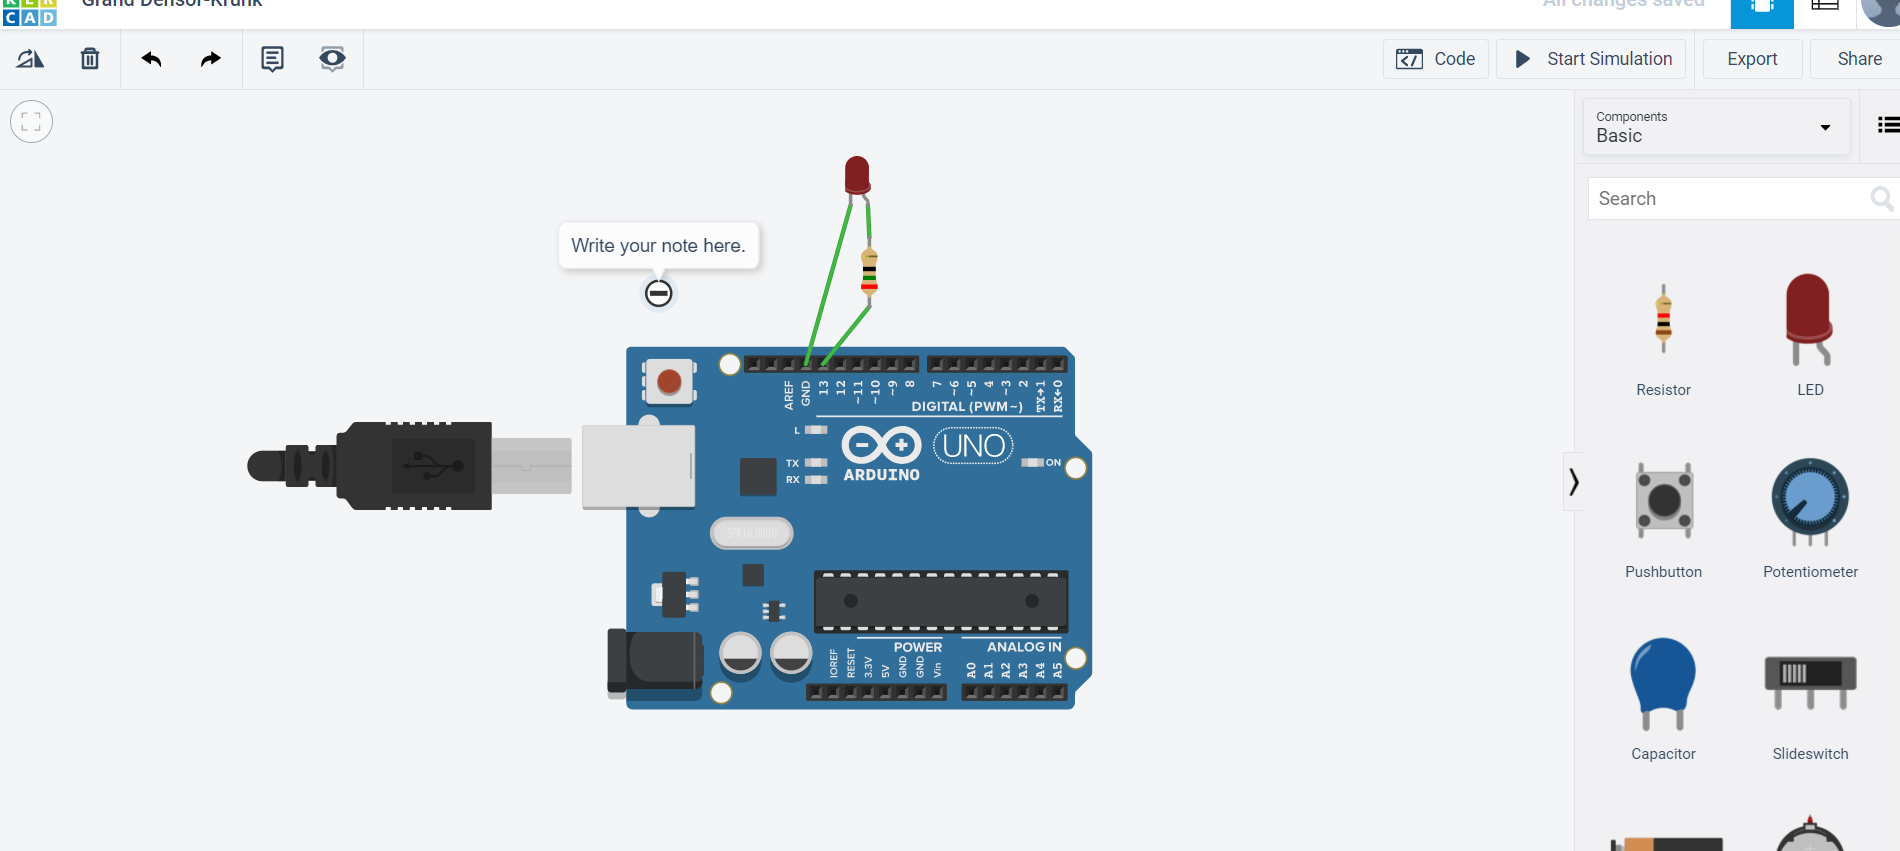 CAD
Grand Densor-Krunk
All changes saved
Code
Start Simulation
Export
Share
Components
Basic
Search
Write your note here.
Resistor
LED
Pushbutton
Potentiometer
Capacitor
Slideswitch
AREF
GND
13
12
~11
~10
~9
8
7
~6
~5
4
~3
2
TX→1
RX←0
DIGITAL (PWM~)
L
TX
RX
ARDUINO
UNO
ON
SPK16.000G
POWER
ANALOG IN
IOREF
RESET
3.3V
5V
GND
GND
Vin
A0
A1
A2
A3
A4
A5